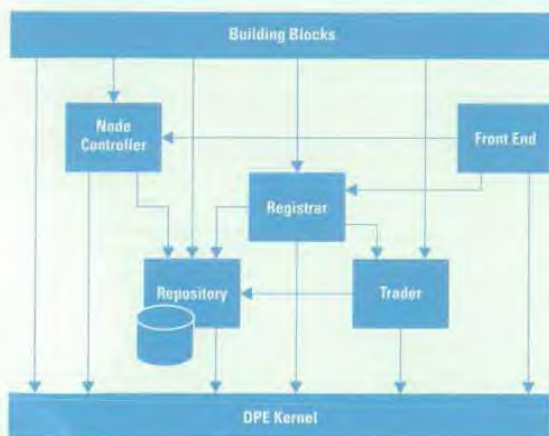 Building Blocks
Node
Controller
Front End
Registrar
Repository
Trader
DPE Kernel